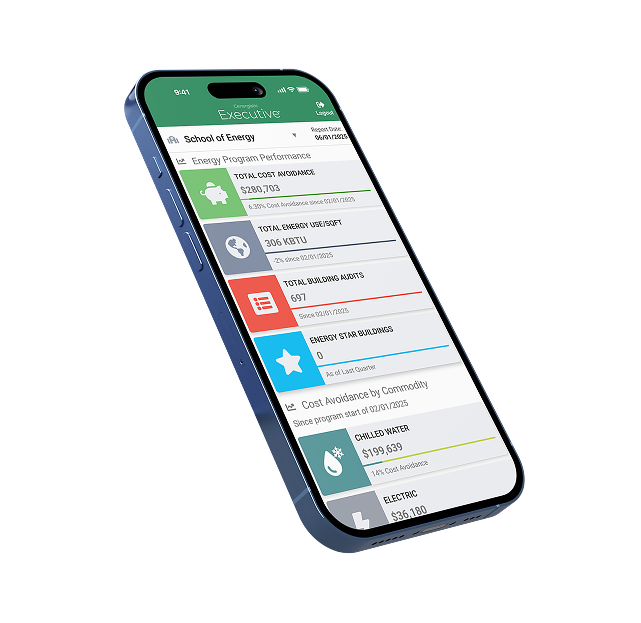 9:41
Cenergistic
Executive
Logout
School of Energy
Report Date:
06/01/2025
Energy Program Performance
TOTAL COST AVOIDANCE
$280,703
6.30% Cost Avoidance since 02/01/2025
TOTAL ENERGY USE/SQFT
306 KBTU
-2% since 02/01/2025
TOTAL BUILDING AUDITS
697
Since 02/01/2025
ENERGY STAR BUILDINGS
0
As of Last Quarter
Cost Avoidance by Commodity
Since program start of 02/01/2025
CHILLED WATER
$199,639
14% Cost Avoidance
ELECTRIC
$36,180